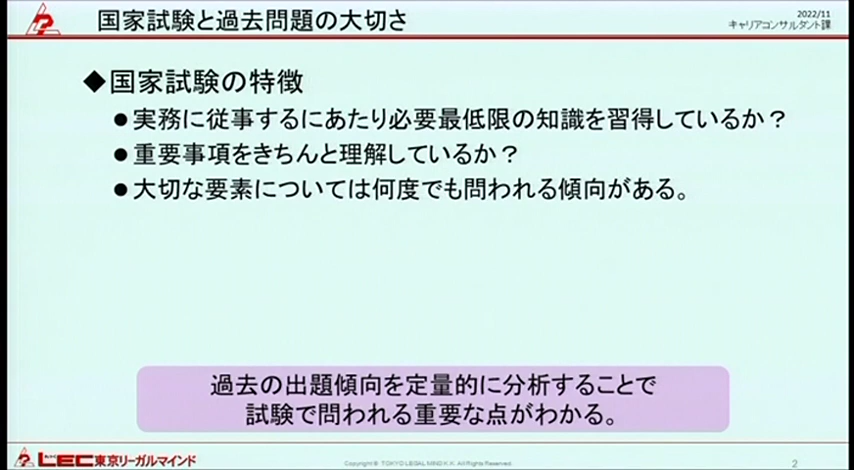 国家試験と過去問題の大切さ
2022/11
キャリアコンサルタント課
◆国家試験の特徴
●実務に従事するにあたり必要最低限の知識を習得しているか？
●重要事項をきちんと理解しているか？
●大切な要素については何度でも問われる傾向がある。
過去の出題傾向を定量的に分析することで
試験で問われる重要な点がわかる。
LEC東京リーガルマインド
Copyright © TOKYO LEGAL MIND K.K. All Rights Reserved.
2